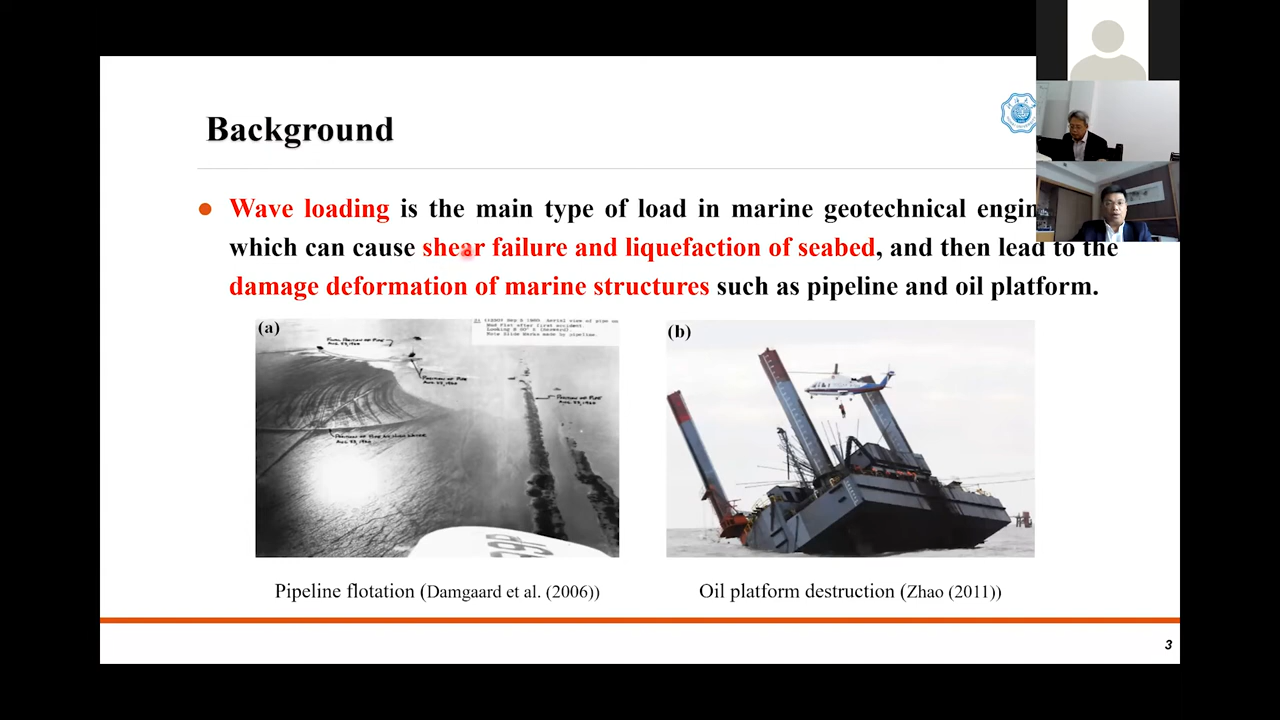 Background
Wave loading is the main type of load in marine geotechnical
which can cause shear failure and liquefaction of seabed, and then lead to the
damage deformation of marine structures such as pipeline and oil platform.
(a)
(b)
Pipeline flotation (Damgaard et al. (2006))
Oil platform destruction (Zhao (2011))
3